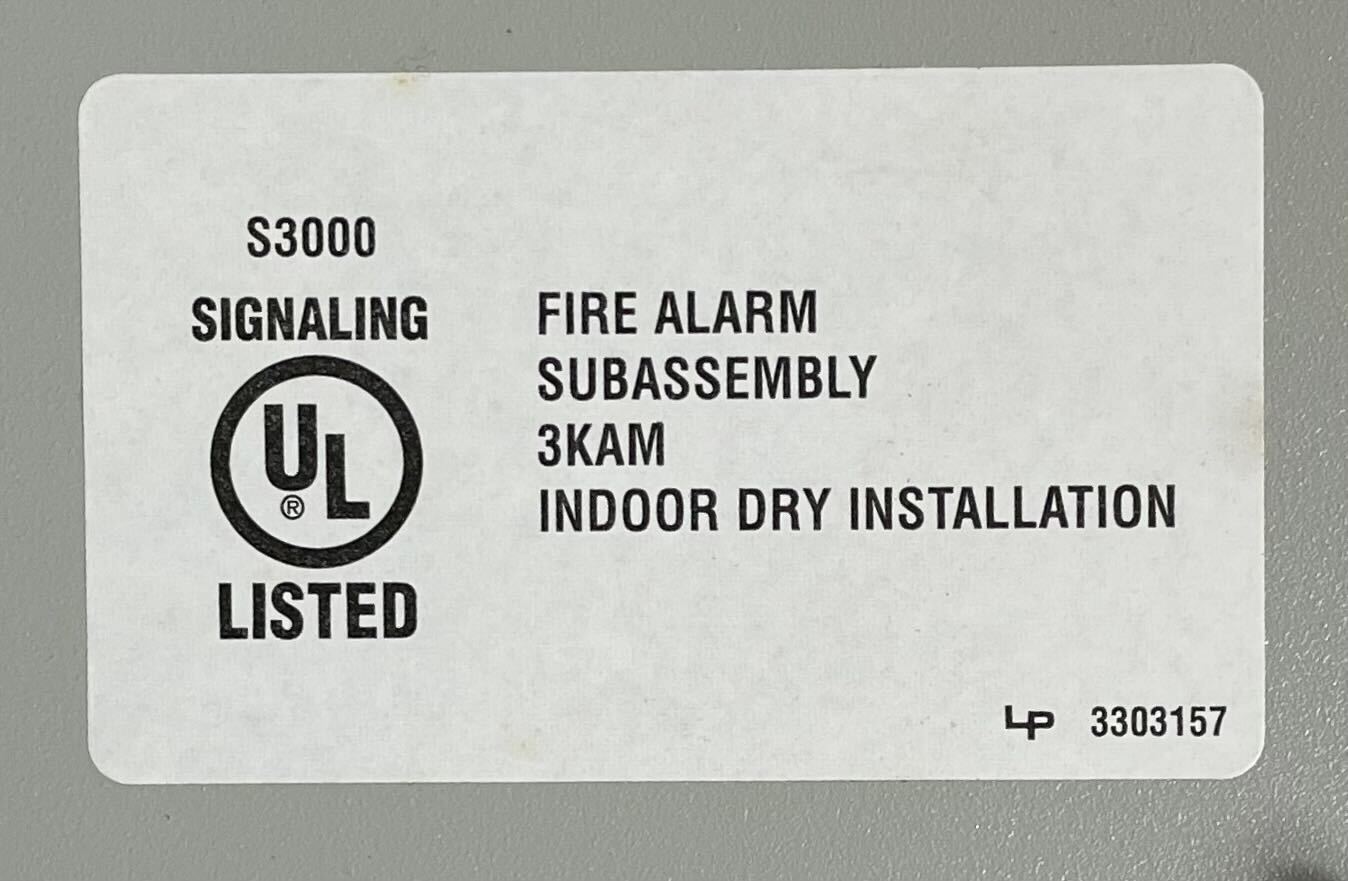 S3000
SIGNALING
UL
®
LISTED
FIRE ALARM
SUBASSEMBLY
3KAM
INDOOR DRY INSTALLATION
LP 3303157